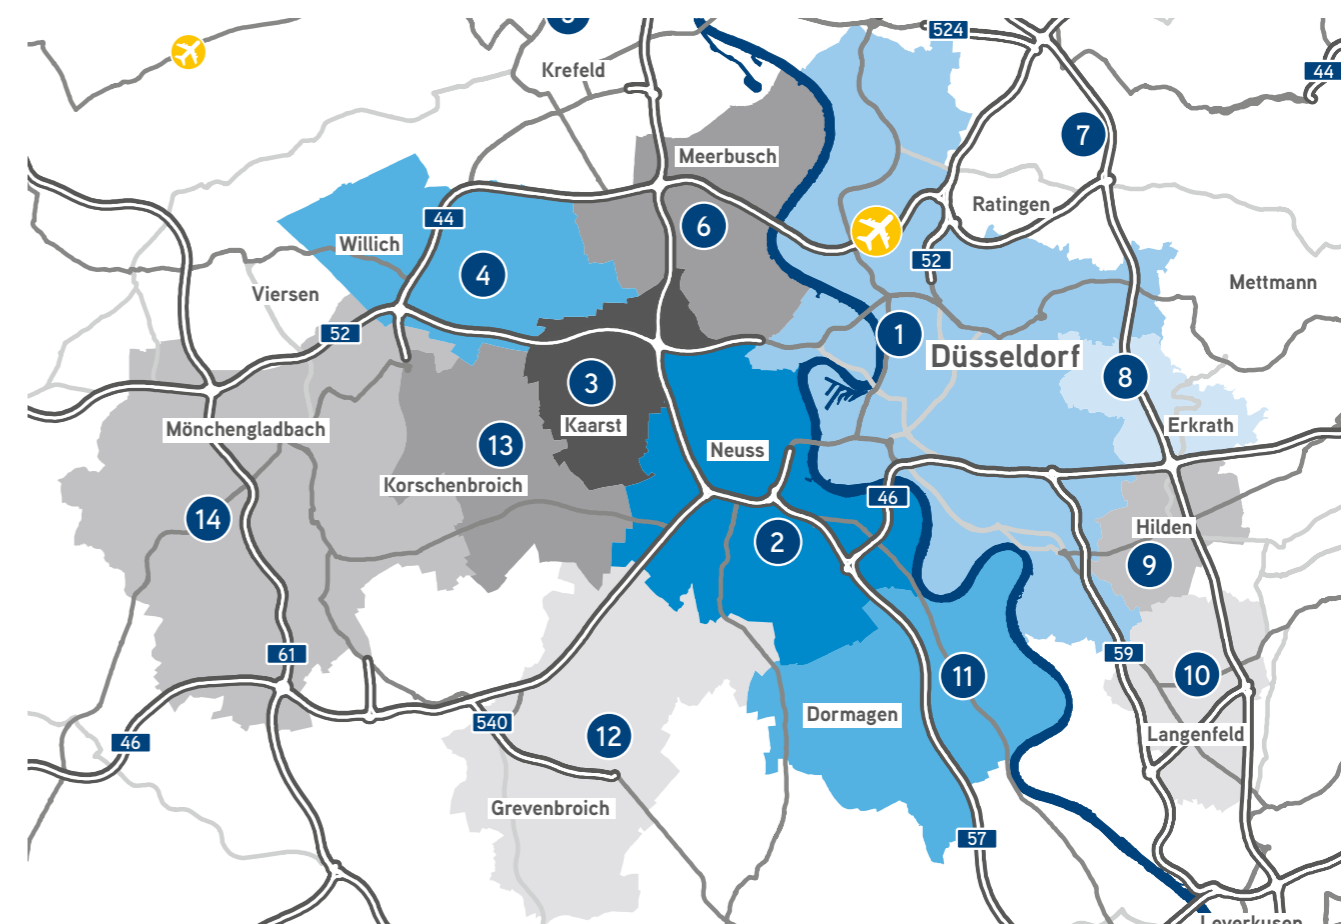 524
5
Krefeld
44
7
Meerbusch
Ratingen
44
6
Willich
52
4
Mettmann
Viersen
52
1
Düsseldorf
8
3
Kaarst
Erkrath
Mönchengladbach
13
Neuss
Korschenbroich
46
14
Hilden
2
9
61
59
11
10
Dormagen
Langenfeld
46
540
12
Grevenbroich
57
Leverkusen